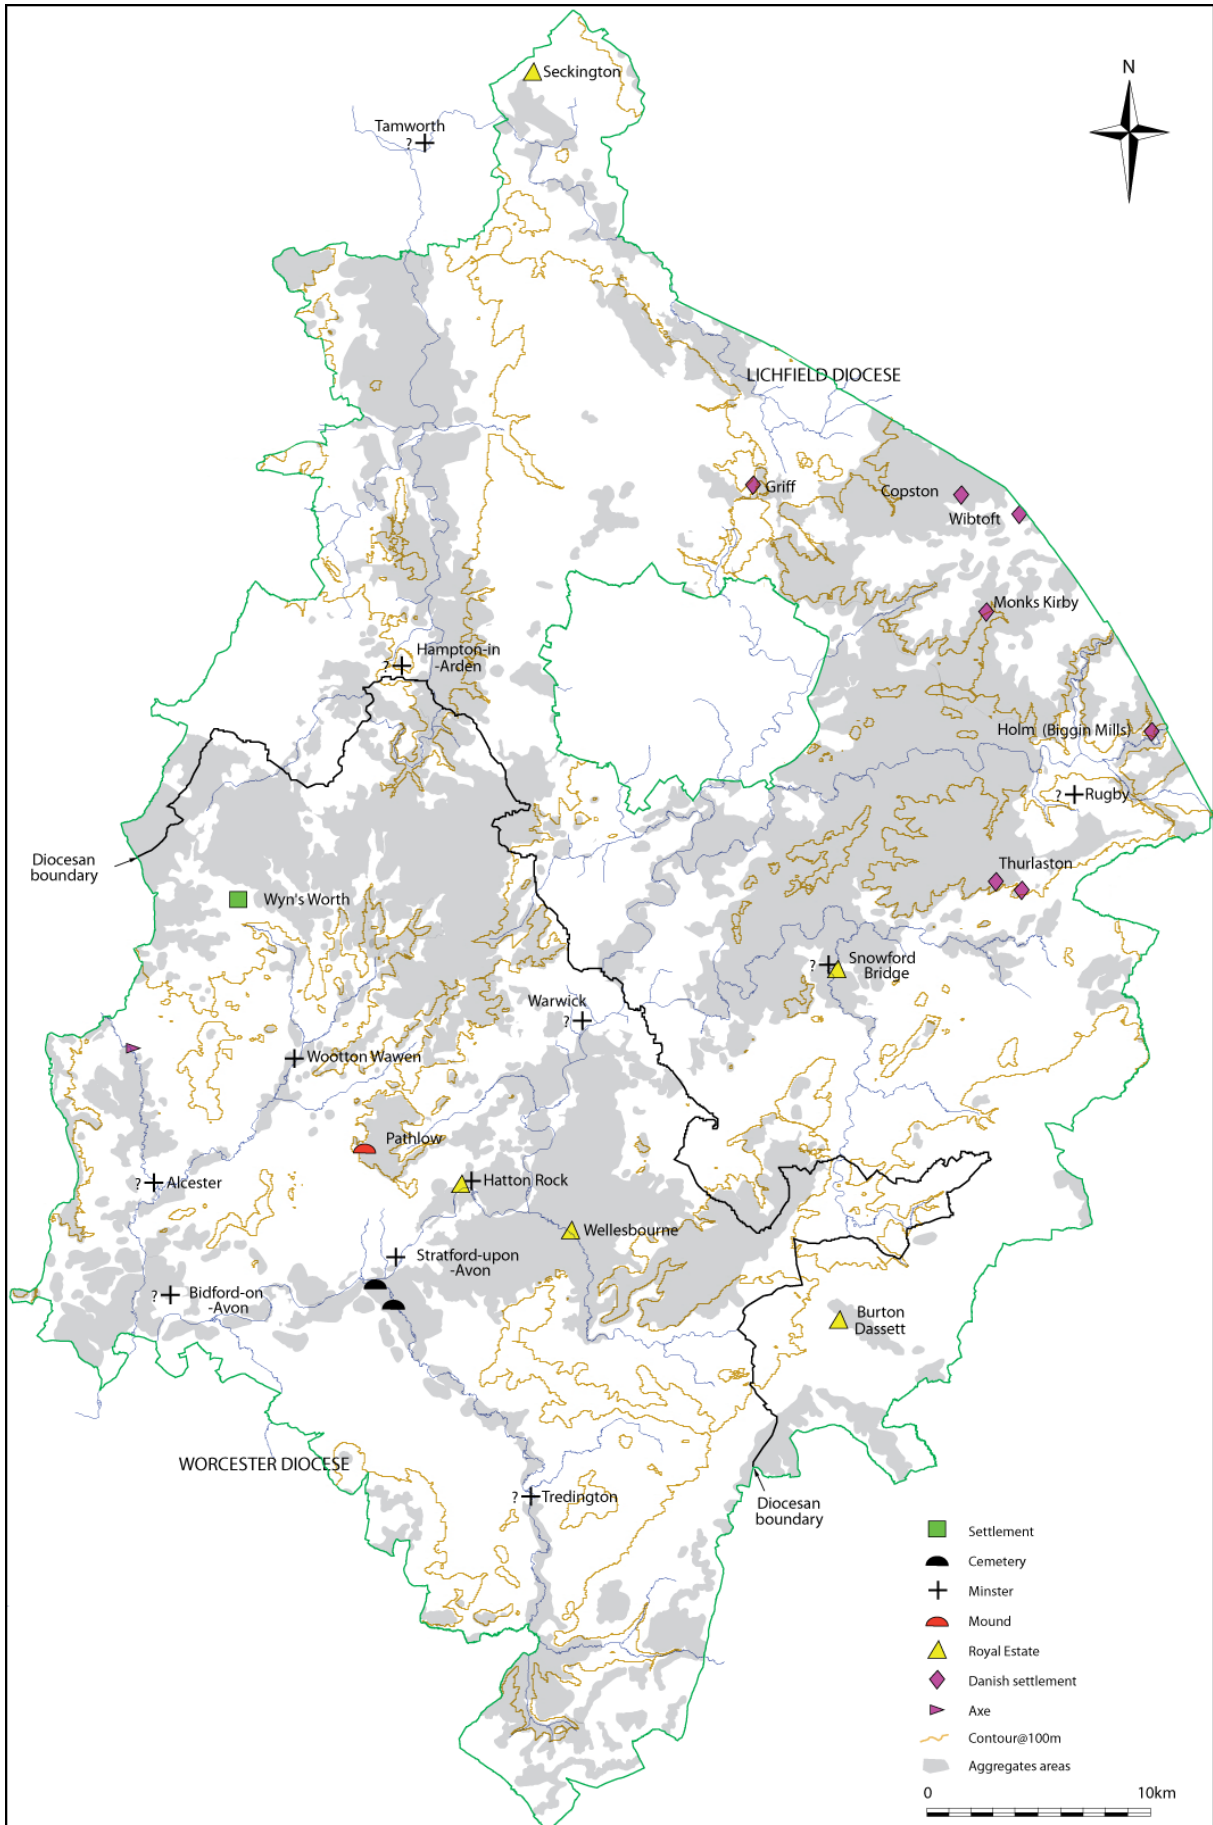 Seckington
N
Tamworth
?
LICHFIELD DIOCESE
Griff
Copston
Wibtoft
Monks Kirby
Hampton-in
-Arden
?
Holm (Biggin Mills)
? Rugby
Diocesan
boundary
Thurlaston
Wyn's Worth
Snowford
Bridge
?
Warwick
?
Wootton Wawen
Pathlow
? Alcester
Hatton Rock
Wellesbourne
Stratford-upon
-Avon
? Bidford-on
-Avon
Burton
Dassett
WORCESTER DIOCESE
? Tredington
Diocesan
boundary
Settlement
Cemetery
Minster
Mound
Royal Estate
Danish settlement
Axe
Contour@100m
Aggregates areas
0 10km